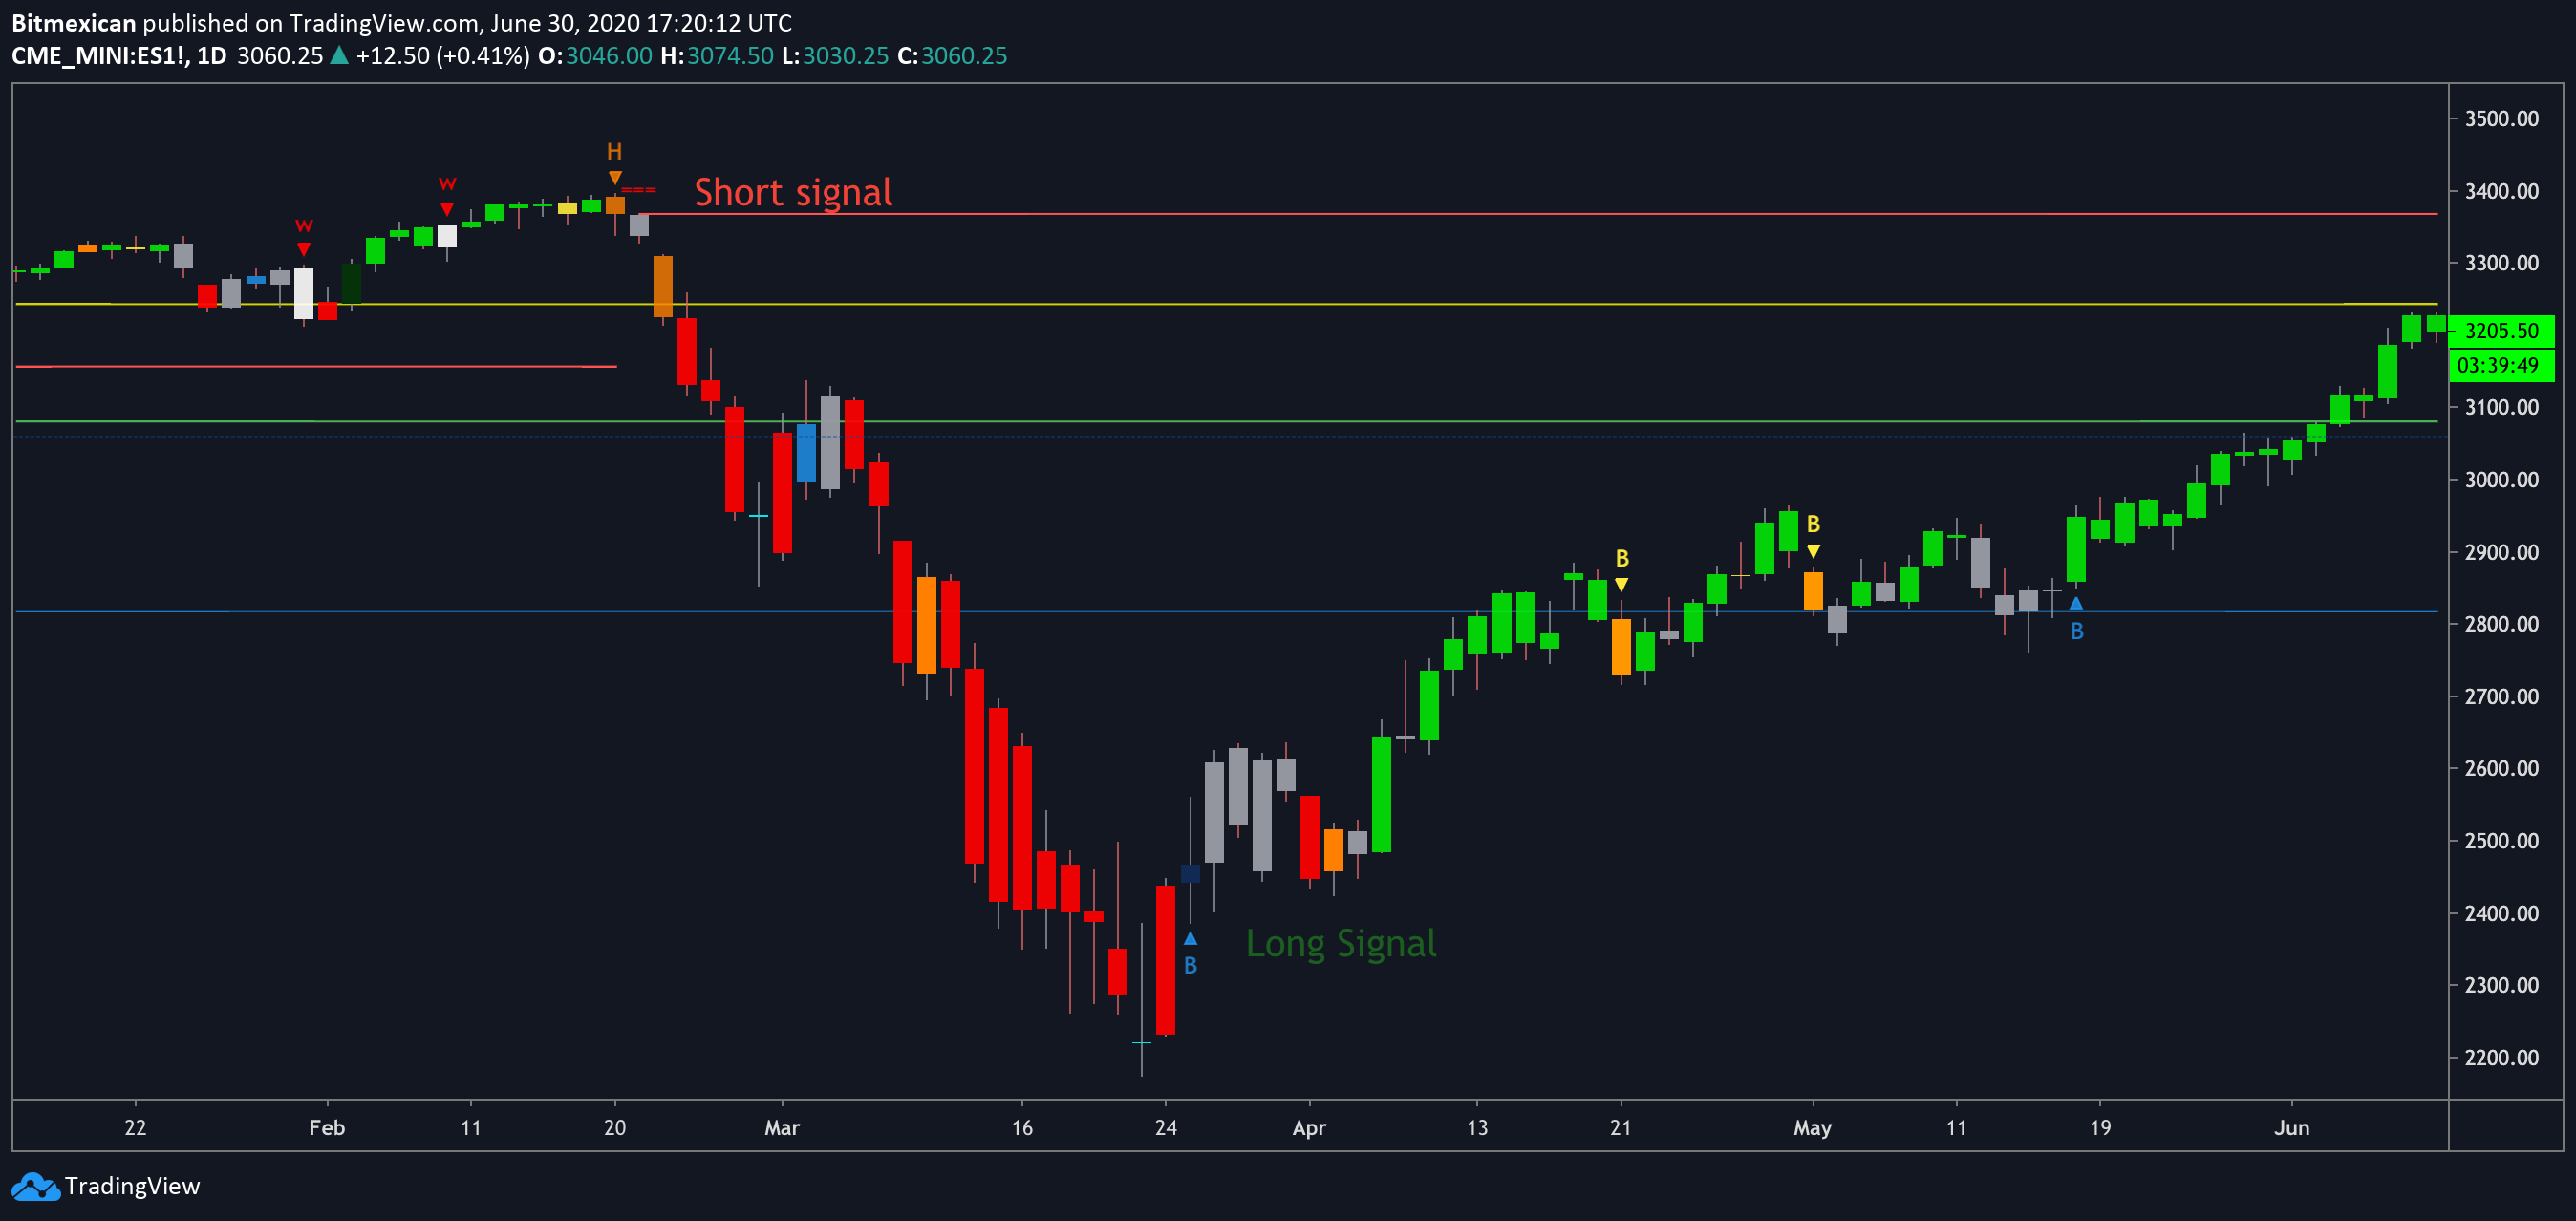 Bitmexican published on TradingView.com, June 30, 2020 17:20:12 UTC
CME_MINI:ES1!, 1D 3060.25 ▲ +12.50 (+0.41%) O:3046.00 H:3074.50 L:3030.25 C:3060.25
3500.00
H
W
===
Short signal
3400.00
W
3300.00
3205.50
03:39:49
3100.00
3000.00
B
B
2900.00
B
2800.00
2700.00
2600.00
2500.00
2400.00
Long Signal
B
2300.00
2200.00
22 Feb 11 20 Mar 16 24 Apr 13 21 May 11 19 Jun
TradingView